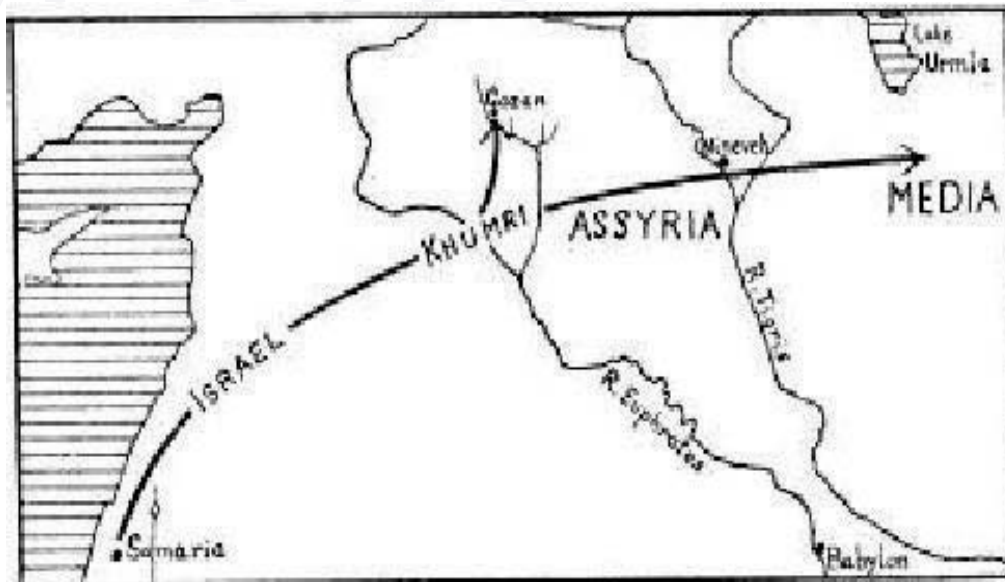 Lake
Urmia
Gozan
Nineveh
MEDIA
ASSYRIA
KHUMRI
R. Tigris
ISRAEL
R. Euphrates
Samaria
Babylon